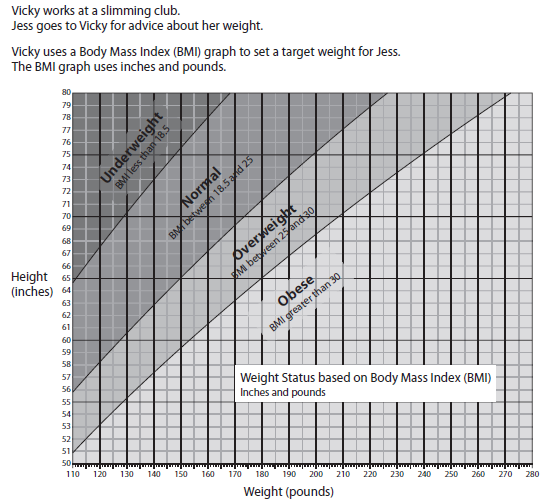 Vicky works at a slimming club.
Jess goes to Vicky for advice about her weight.
Vicky uses a Body Mass Index (BMI) graph to set a target weight for Jess.
The BMI graph uses inches and pounds.
80
79
78
77
76
75
74
73
72
71
70
69
68
67
66
65
64
63
62
61
60
59
58
57
56
55
54
53
52
51
50
Height
(inches)
Underweight
BMI less than 18.5
Normal
BMI between 18.5 and 25
Overweight
BMI between 25 and 30
Obese
BMI greater than 30
Weight Status based on Body Mass Index (BMI)
Inches and pounds
110 120 130 140 150 160 170 180 190 200 210 220 230 240 250 260 270 280
Weight (pounds)